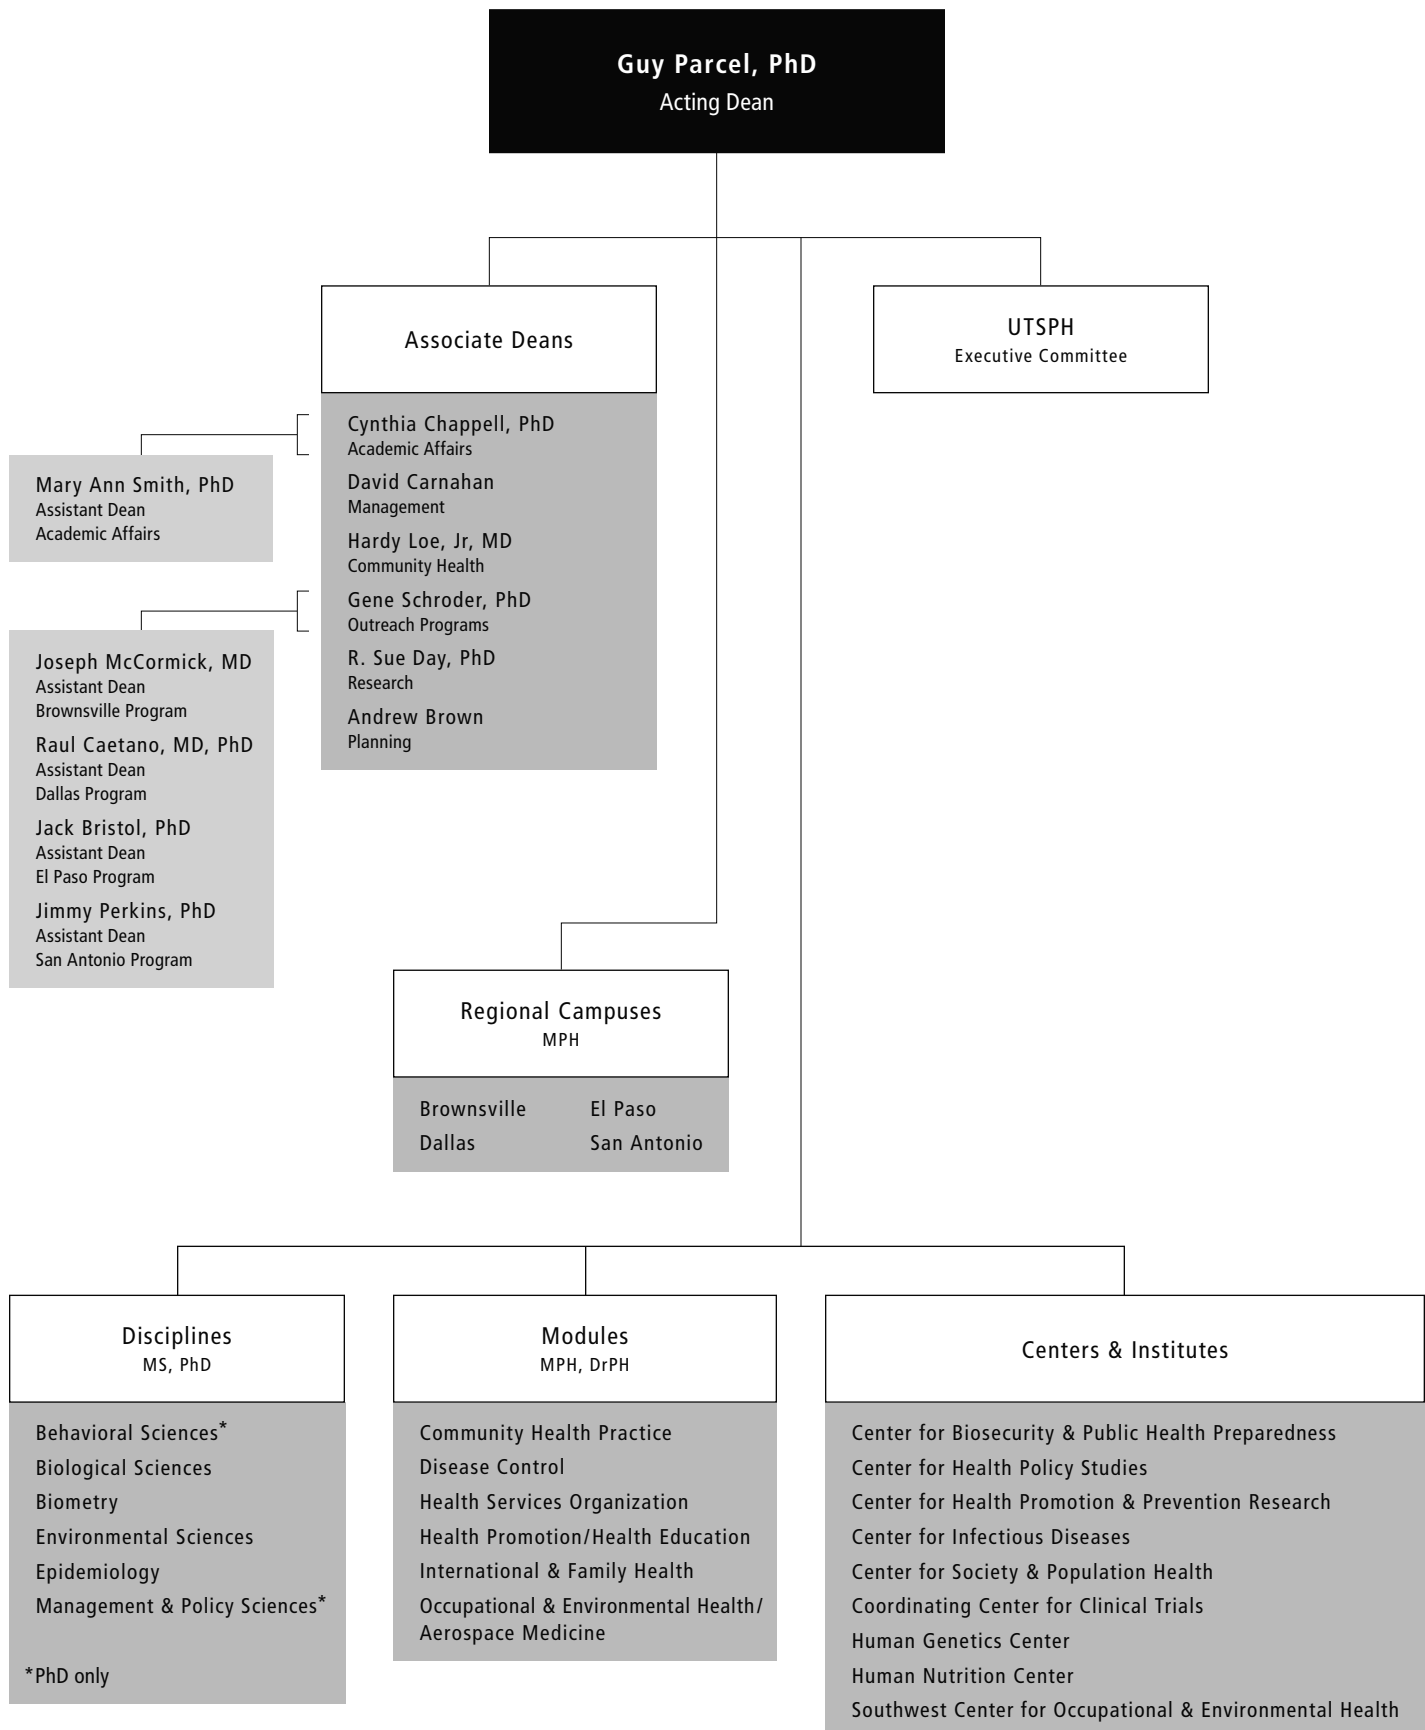 Guy Parcel, PhD
Acting Dean
Associate Deans
UTSPH
Executive Committee
Cynthia Chappell, PhD
Academic Affairs
David Carnahan
Management
Hardy Loe, Jr, MD
Community Health
Gene Schroder, PhD
Outreach Programs
R. Sue Day, PhD
Research
Andrew Brown
Planning
Mary Ann Smith, PhD
Assistant Dean
Academic Affairs
Joseph McCormick, MD
Assistant Dean
Brownsville Program
Raul Caetano, MD, PhD
Assistant Dean
Dallas Program
Jack Bristol, PhD
Assistant Dean
El Paso Program
Jimmy Perkins, PhD
Assistant Dean
San Antonio Program
Regional Campuses
MPH
Brownsville
Dallas
El Paso
San Antonio
Disciplines
MS, PhD
Behavioral Sciences*
Biological Sciences
Biometry
Environmental Sciences
Epidemiology
Management & Policy Sciences*
*PhD only
Modules
MPH, DrPH
Community Health Practice
Disease Control
Health Services Organization
Health Promotion/Health Education
International & Family Health
Occupational & Environmental Health/
Aerospace Medicine
Centers & Institutes
Center for Biosecurity & Public Health Preparedness
Center for Health Policy Studies
Center for Health Promotion & Prevention Research
Center for Infectious Diseases
Center for Society & Population Health
Coordinating Center for Clinical Trials
Human Genetics Center
Human Nutrition Center
Southwest Center for Occupational & Environmental Health